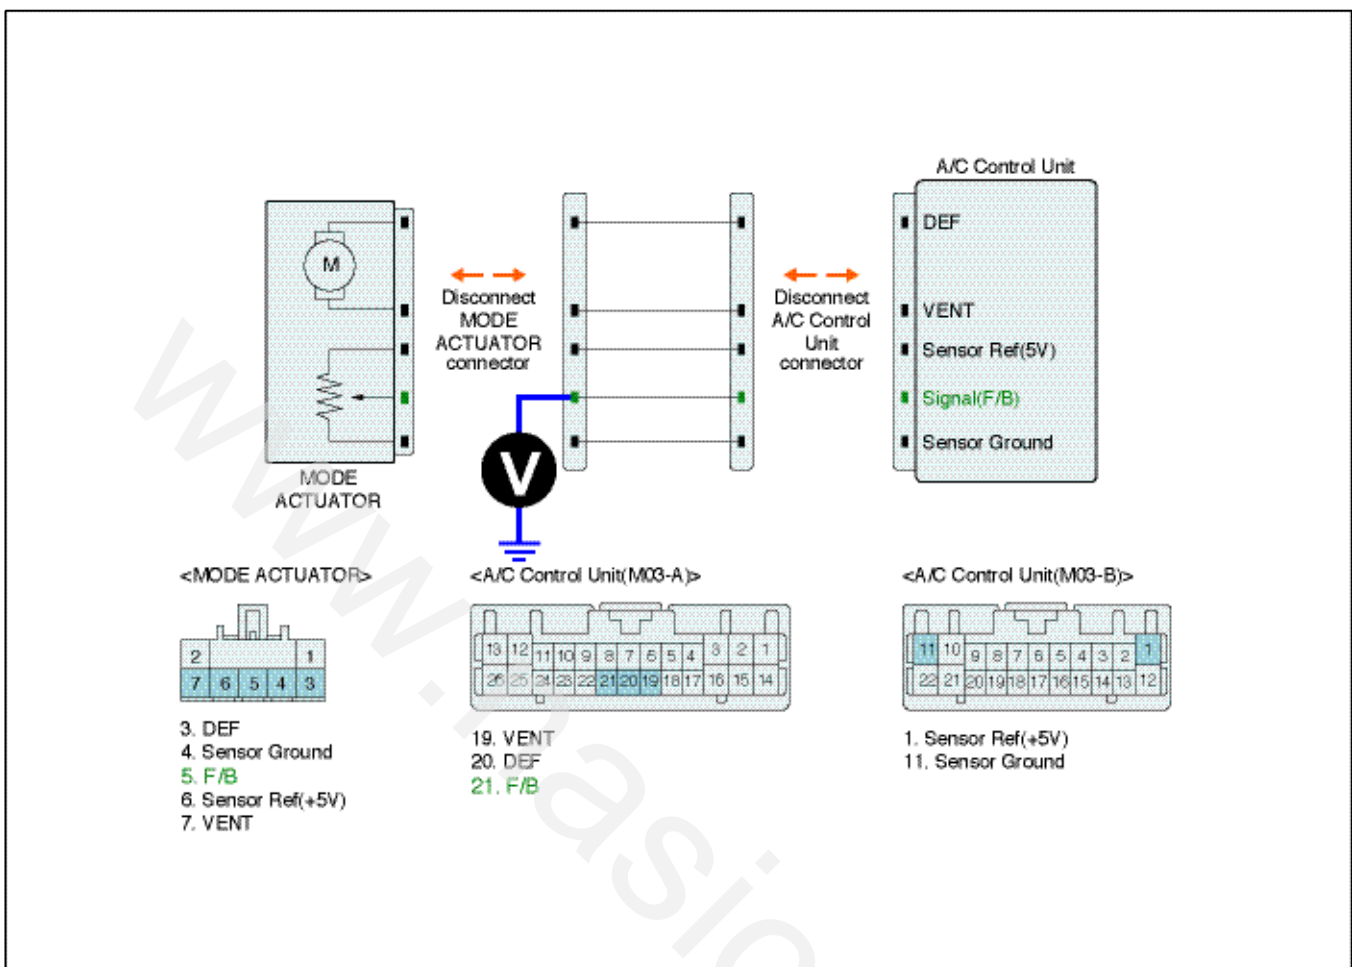 A/C Control Unit
DEF
M
VENT
Sensor Ref(5V)
Signal(F/B)
Sensor Ground
Disconnect
MODE
ACTUATOR
connector
Disconnect
A/C Control
Unit
connector
V
MODE
ACTUATOR
<MODE ACTUATOR>
<A/C Control Unit(M03-A)>
<A/C Control Unit(M03-B)>
2 1
7 6 5 4 3
13 12 11 10 9 8 7 6 5 4 3 2 1
26 25 24 23 22 21 20 19 18 17 16 15 14
11 10 9 8 7 6 5 4 3 2 1
22 21 20 19 18 17 16 15 14 13 12
3. DEF
4. Sensor Ground
5. F/B
6. Sensor Ref(+5V)
7. VENT
19. VENT
20. DEF
21. F/B
1. Sensor Ref(+5V)
11. Sensor Ground